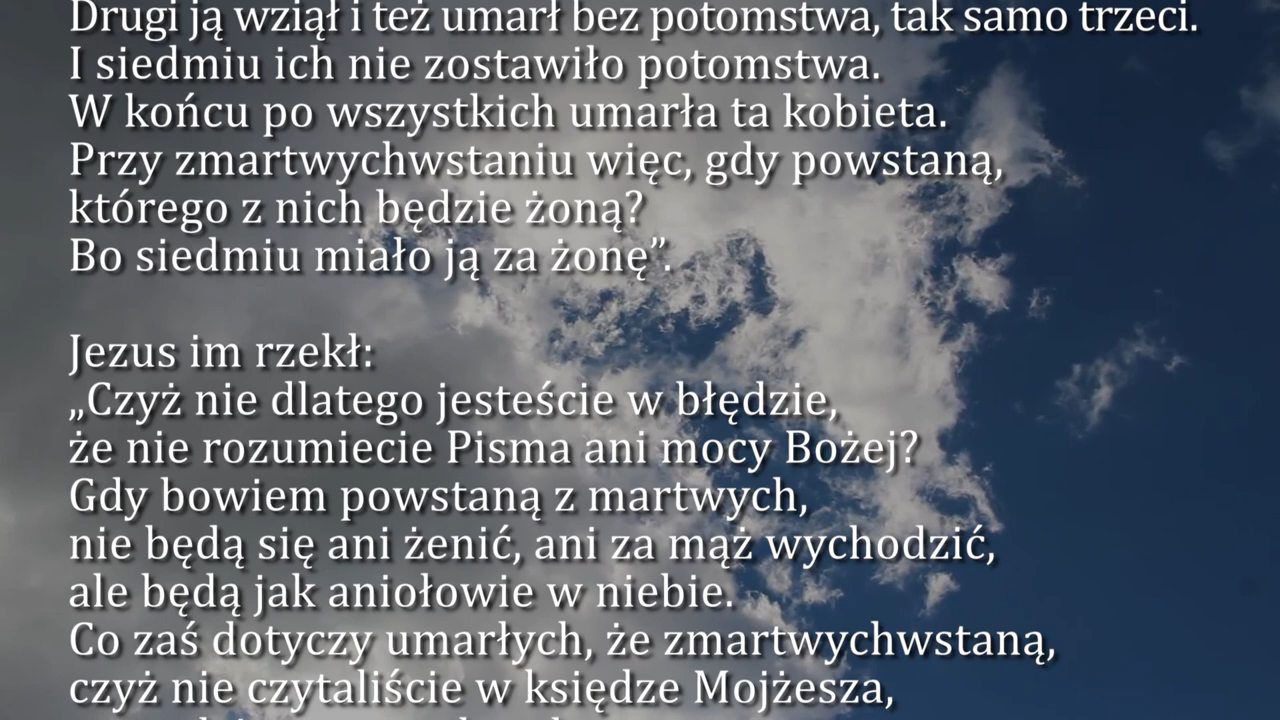 Drugi ją wziął i też umarł bez potomstwa, tak samo trzeci.
I siedmiu ich nie zostawiło potomstwa.
W końcu po wszystkich umarła ta kobieta.
Przy zmartwychwstaniu więc, gdy powstaną,
którego z nich będzie żoną?
Bo siedmiu miało ją za żonę”.
Jezus im rzekł:
„Czyż nie dlatego jesteście w błędzie,
że nie rozumiecie Pisma ani mocy Bożej?
Gdy bowiem powstaną z martwych,
nie będą się ani żenić, ani za mąż wychodzić,
ale będą jak aniołowie w niebie.
Co zaś dotyczy umarłych, że zmartwychwstaną,
czyż nie czytaliście w księdze Mojżesza,